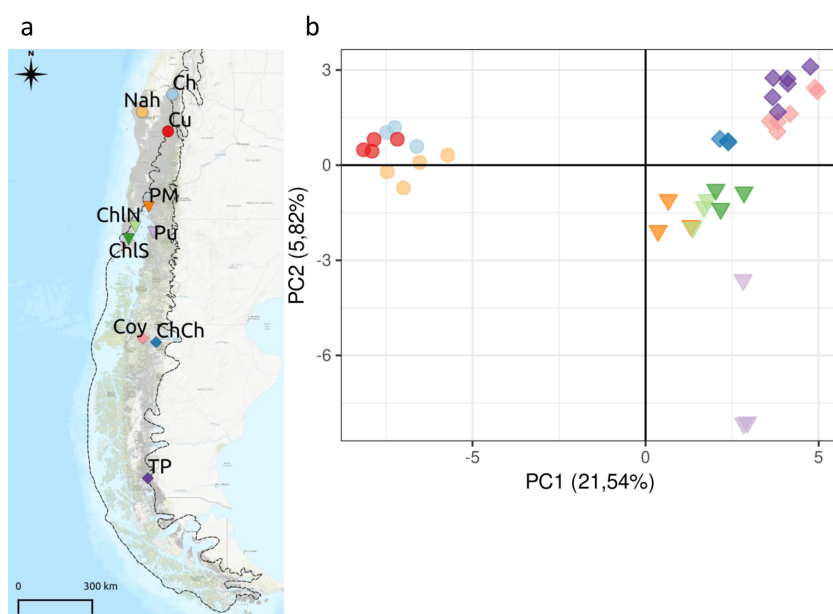 a
b
N
Ch
Nah
Cu
PM
ChlN
Pu
ChlS
Coy
ChCh
TP
0
300 km
3
0
-3
-6
PC2 (5,82%)
-5
0
5
PC1 (21,54%)